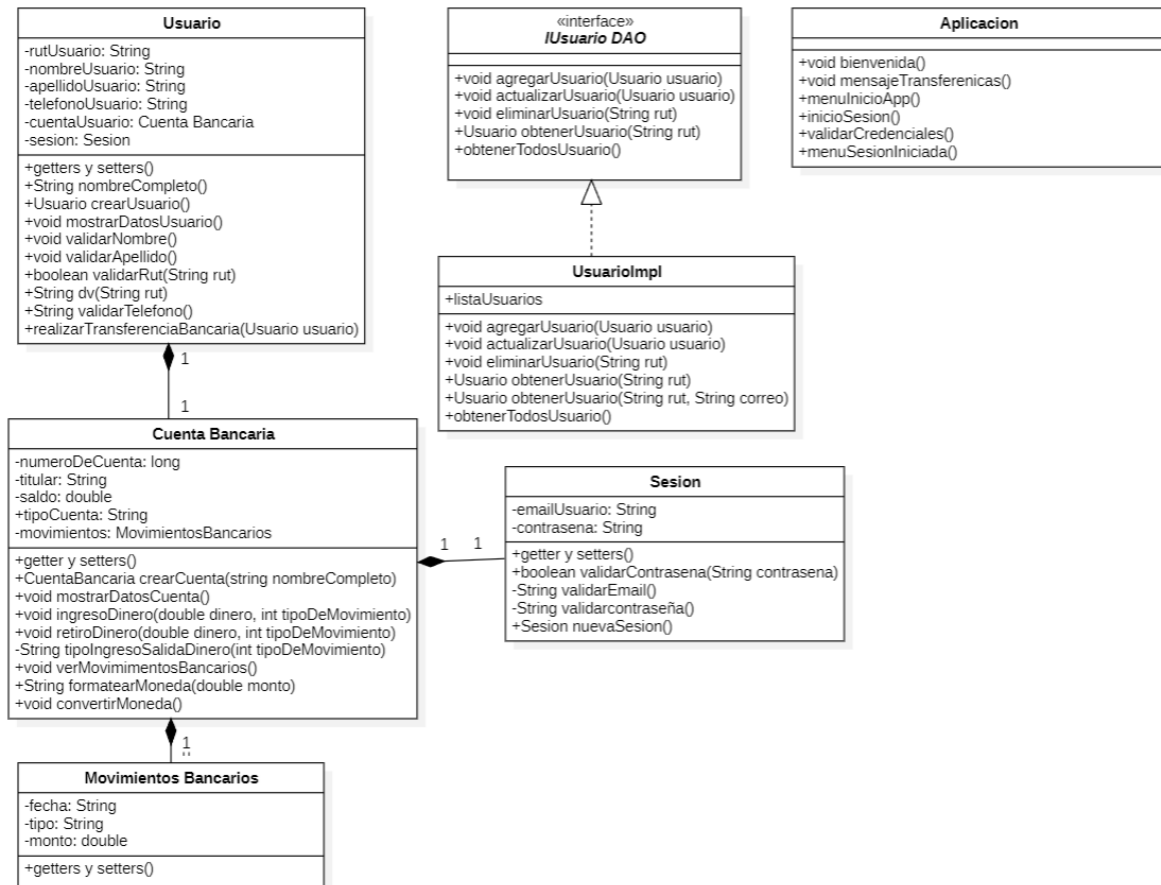 Usuario
-rutUsuario: String
-nombreUsuario: String
-apellidoUsuario: String
-telefonoUsuario: String
-cuentaUsuario: Cuenta Bancaria
-sesion: Sesion
+getters y setters()
+String nombreCompleto()
+Usuario crearUsuario()
+void mostrarDatosUsuario()
+void validarNombre()
+void validarApellido()
+boolean validarRut(String rut)
+String dv(String rut)
+String validarTelefono()
+realizarTransferenciaBancaria(Usuario usuario)
«interface»
IUsuario DAO
+void agregarUsuario(Usuario usuario)
+void actualizarUsuario(Usuario usuario)
+void eliminarUsuario(String rut)
+Usuario obtenerUsuario(String rut)
+obtenerTodosUsuario()
Aplicacion
+void bienvenida()
+void mensajeTransferenicas()
+menuInicioApp()
+inicioSesion()
+validarCredenciales()
+menuSesionIniciada()
UsuarioImpl
+listaUsuarios
+void agregarUsuario(Usuario usuario)
+void actualizarUsuario(Usuario usuario)
+void eliminarUsuario(String rut)
+Usuario obtenerUsuario(String rut)
+Usuario obtenerUsuario(String rut, String correo)
+obtenerTodosUsuario()
1
1
Cuenta Bancaria
-numeroDeCuenta: long
-titular: String
-saldo: double
+tipoCuenta: String
-movimientos: MovimientosBancarios
+getter y setters()
+CuentaBancaria crearCuenta(string nombreCompleto)
+void mostrarDatosCuenta()
+void ingresoDinero(double dinero, int tipoDeMovimiento)
+void retiroDinero(double dinero, int tipoDeMovimiento)
-String tipoIngresoSalidaDinero(int tipoDeMovimiento)
+void verMovimimentosBancarios()
+String formatearMoneda(double monto)
+void convertirMoneda()
1
1
Sesion
-emailUsuario: String
-contrasena: String
+getter y setters()
+boolean validarContrasena(String contrasena)
-String validarEmail()
-String validarcontraseña()
+Sesion nuevaSesion()
1
Movimientos Bancarios
-fecha: String
-tipo: String
-monto: double
+getters y setters()